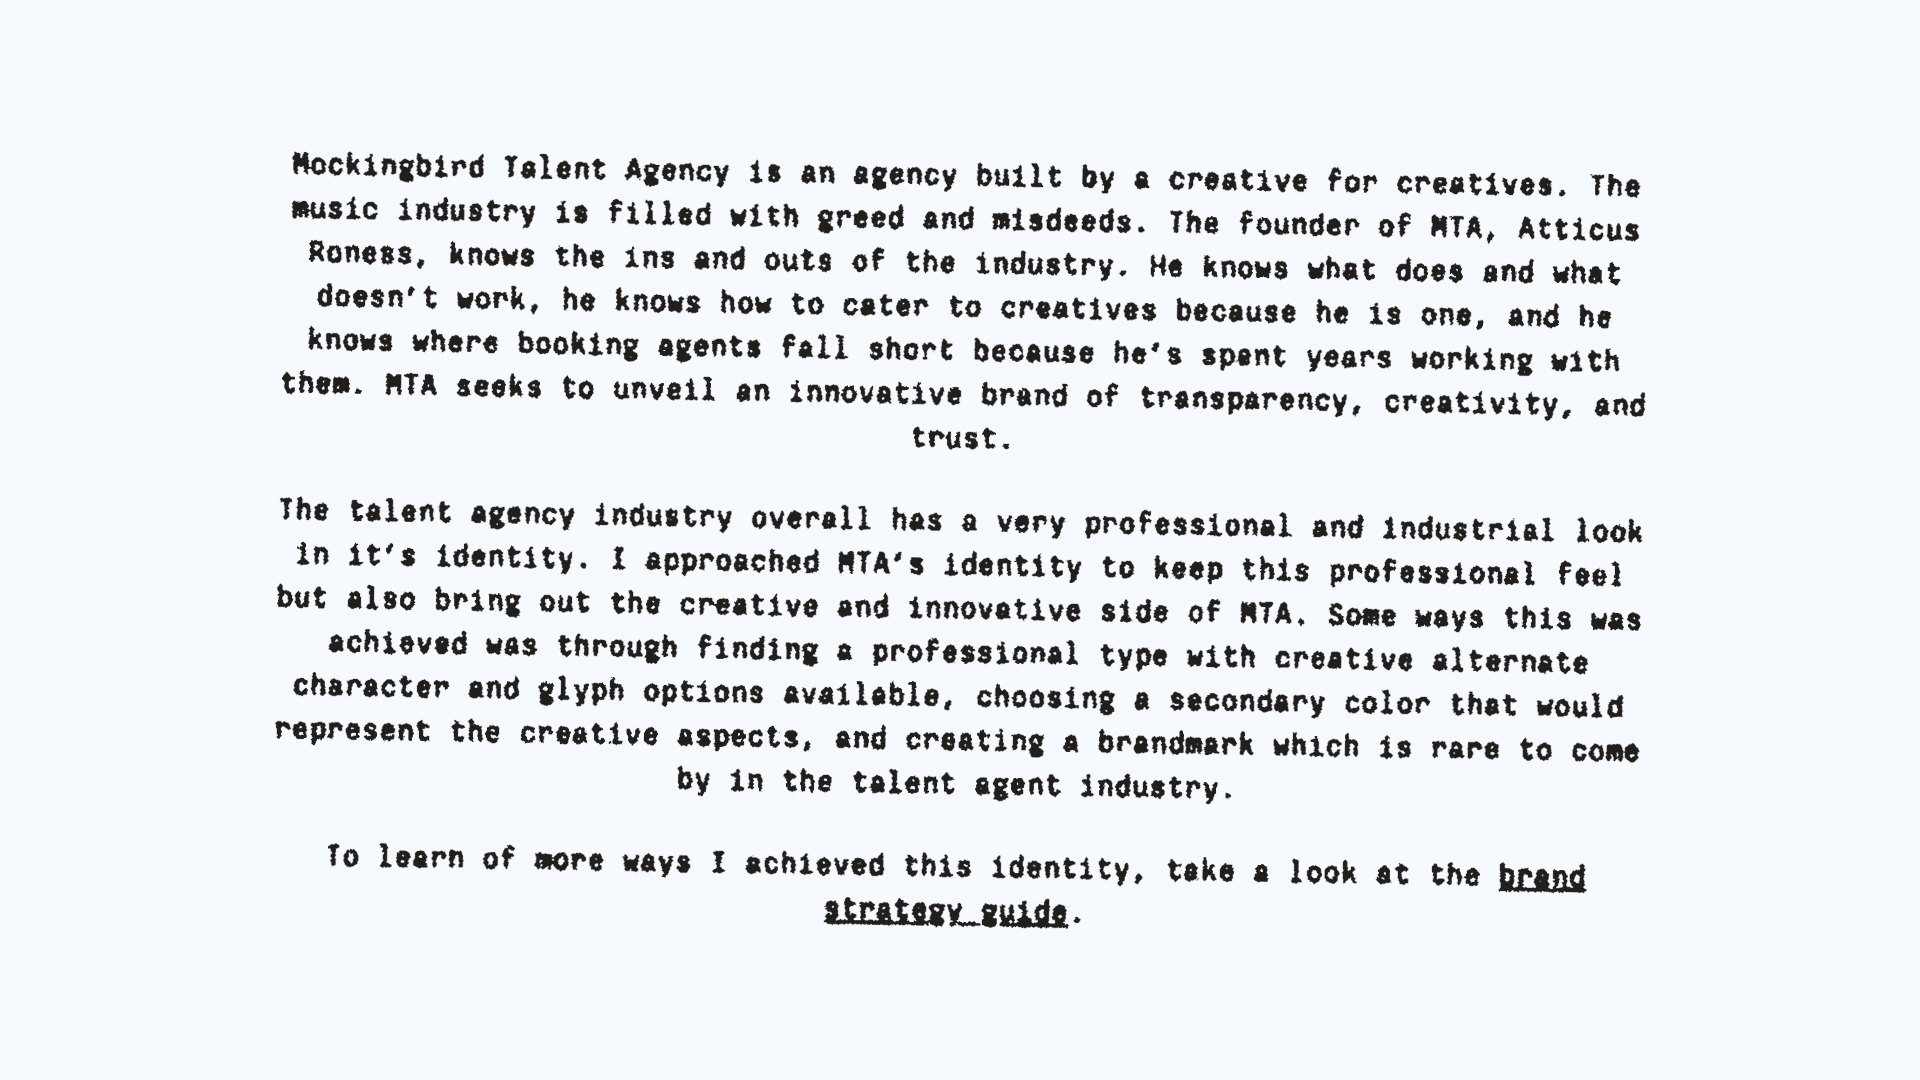 Mockingbird Talent Agency is an agency built by a creative for creatives. The
music industry is filled with greed and misdeeds. The founder of MTA, Atticus
Roness, knows the ins and outs of the industry. He knows what does and what
doesn't work, he knows how to cater to creatives because he is one, and he
knows where booking agents fall short because he's spent years working with
them. MTA seeks to unveil an innovative brand of transparency, creativity, and
trust.
The talent agency industry overall has a very professional and industrial look
in it's identity. I approached MTA's identity to keep this professional feel
but also bring out the creative and innovative side of MTA. Some ways this was
achieved was through finding a professional type with creative alternate
character and glyph options available, choosing a secondary color that would
represent the creative aspects, and creating a brandmark which is rare to come
by in the talent agent industry.
To learn of more ways I achieved this identity, take a look at the brand
strategy guide.